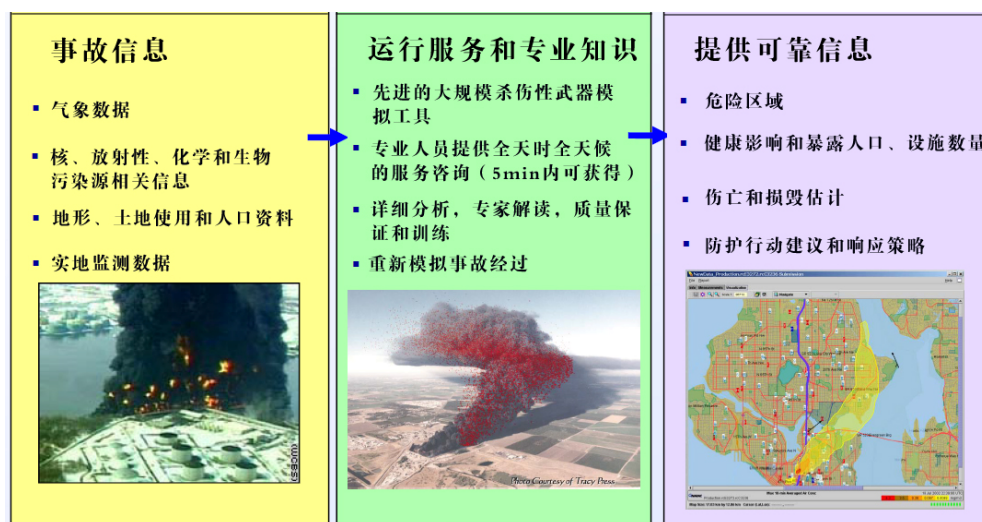 事故信息
气象数据
核、放射性、化学和生物
污染源相关信息
地形、土地使用和人口资料
实地监测数据
运行服务和专业知识
先进的大规模杀伤性武器模
拟工具
专业人员提供全天时全天候
的服务咨询（5min内可获得）
详细分析，专家解读，质量保
证和训练
重新模拟事故经过
Photo Courtesy of Tracy Press
提供可靠信息
危险区域
健康影响和暴露人口、设施数量
伤亡和损毁估计
防护行动建议和响应策略